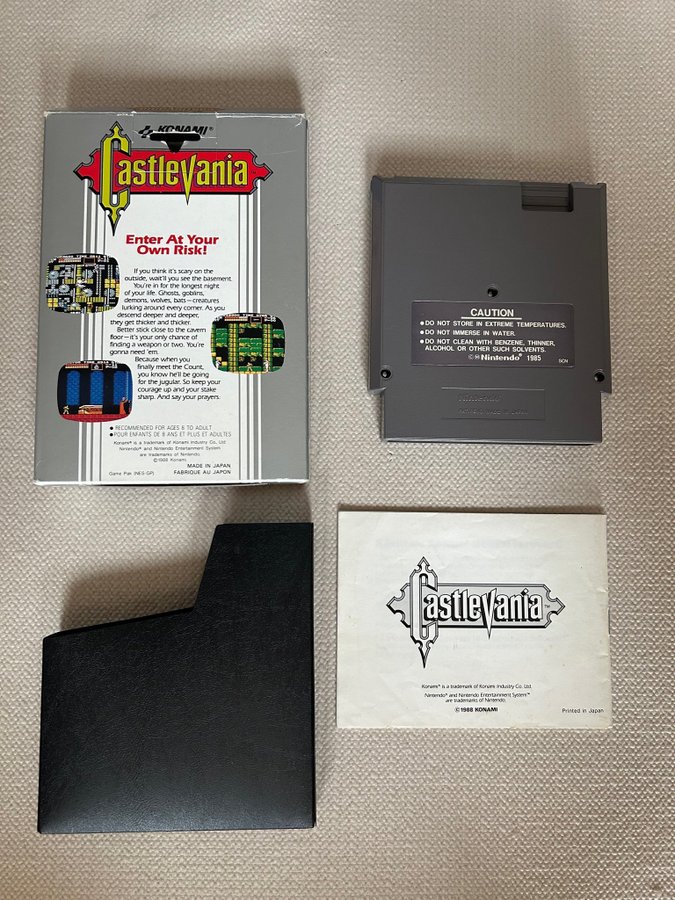 KONAMI®
Castlevania
Enter At Your
Own Risk!
If you think it's scary on the
outside, wait'll you see the basement.
You're in for the longest night
of your life. Ghosts, goblins,
demons, wolves, bats—creatures
lurking around every corner. As you
descend deeper and deeper,
they get thicker and thicker.
Better stick close to the cavern
floor—it's your only chance of
finding a weapon or two. You're
gonna need 'em.
Because when you
finally meet the Count,
you know he'll be going
for the jugular. So keep your
courage up and your stake
sharp. And say your prayers.
• RECOMMENDED FOR AGES 8 TO ADULT
• POUR ENFANTS DE 8 ANS ET PLUS ET ADULTES
Konami® is a trademark of Konami Industry Co. Ltd.
Nintendo® and Nintendo Entertainment System
are trademarks of Nintendo.
©1988 Konami.
MADE IN JAPAN
Game Pak (NES-GP) FABRIQUE AU JAPON
CAUTION
• DO NOT STORE IN EXTREME TEMPERATURES.
• DO NOT IMMERSE IN WATER.
• DO NOT CLEAN WITH BENZENE, THINNER,
ALCOHOL OR OTHER SUCH SOLVENTS.
Nintendo® 1985
SCN
Nintendo
Castlevania™
Konami® is a trademark of Konami Industry Co. Ltd.
Nintendo® and Nintendo Entertainment System™
are trademarks of Nintendo.
©1988 KONAMI
Printed in Japan